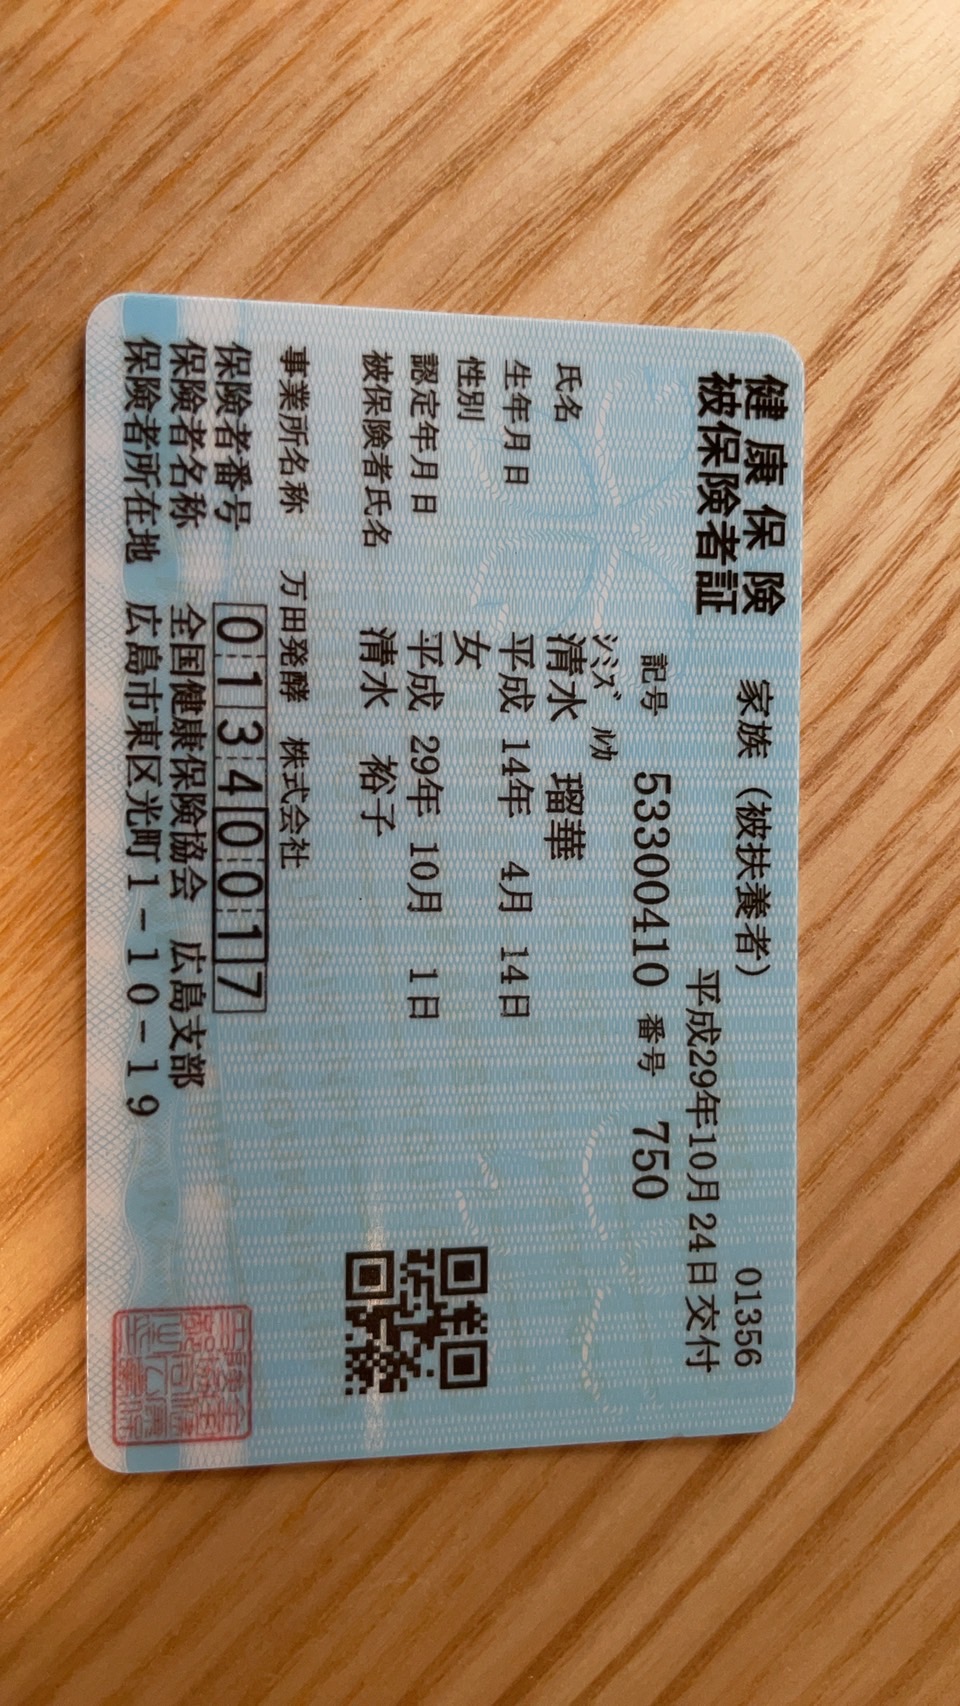 健康保険 家族（被扶養者） 01356
被保険者証 平成29年10月24日交付
記号 53300410 番号 750
ｼﾐｽﾞ ﾙｶ
氏名 清水 瑠華
生年月日 平成 14年 4月 14日
性別 女
認定年月日 平成 29年 10月 1日
被保険者氏名 清水 裕子
事業所名称 万田発酵 株式会社
保険者番号 01340017
保険者名称 全国健康保険協会 広島支部
保険者所在地 広島市東区光町1-10-19